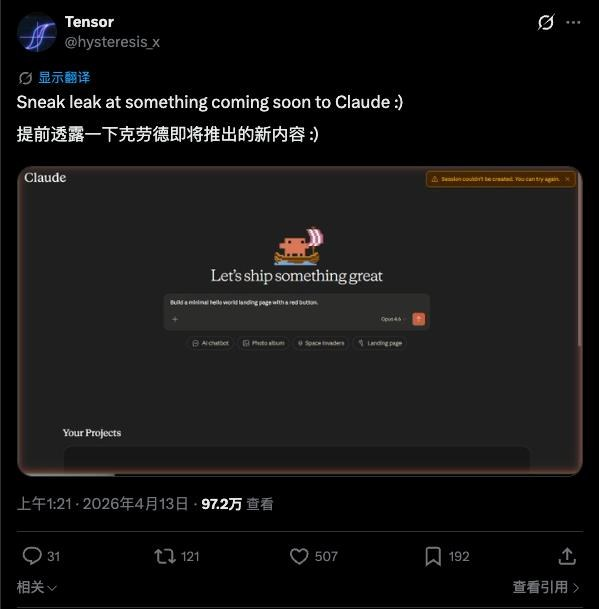 Tensor
@hysteresis_x
显示翻译
Sneak leak at something coming soon to Claude :)
提前透露一下克劳德即将推出的新内容 :)
Claude
Session couldn't be created. You can try again.
Let's ship something great
Build a minimal hello world landing page with a red button.
Opus 4.6
AI chatbot
Photo album
Space Invaders
Landing page
Your Projects
上午1:21 · 2026年4月13日 · 97.2万 查看
31
121
507
192
相关
查看引用